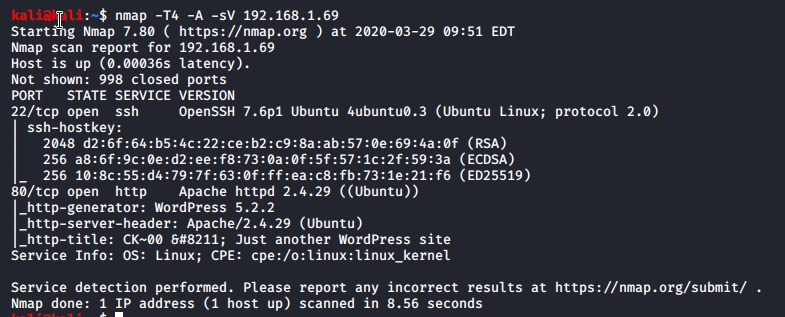 kali@kali:~$ nmap -T4 -A -sV 192.168.1.69
Starting Nmap 7.80 ( https://nmap.org ) at 2020-03-29 09:51 EDT
Nmap scan report for 192.168.1.69
Host is up (0.00036s latency).
Not shown: 998 closed ports
PORT   STATE SERVICE VERSION
22/tcp open  ssh     OpenSSH 7.6p1 Ubuntu 4ubuntu0.3 (Ubuntu Linux; protocol 2.0)
| ssh-hostkey:
|   2048 d2:6f:64:b5:4c:22:ce:b2:c9:8a:ab:57:0e:69:4a:0f (RSA)
|   256 a8:6f:9c:0e:d2:ee:f8:73:0a:0f:5f:57:1c:2f:59:3a (ECDSA)
|_  256 10:8c:55:d4:79:7f:63:0f:ff:ea:c8:fb:73:1e:21:f6 (ED25519)
80/tcp open  http    Apache httpd 2.4.29 ((Ubuntu))
|_http-generator: WordPress 5.2.2
|_http-server-header: Apache/2.4.29 (Ubuntu)
|_http-title: CK~00 &#8211; Just another WordPress site
Service Info: OS: Linux; CPE: cpe:/o:linux:linux_kernel
Service detection performed. Please report any incorrect results at https://nmap.org/submit/ .
Nmap done: 1 IP address (1 host up) scanned in 8.56 seconds
kali@kali:~$